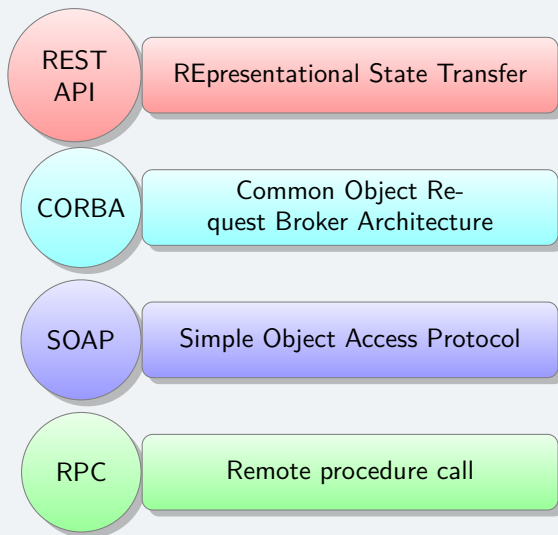 REST
API
REpresentational State Transfer
CORBA
Common Object Re-
quest Broker Architecture
SOAP
Simple Object Access Protocol
RPC
Remote procedure call